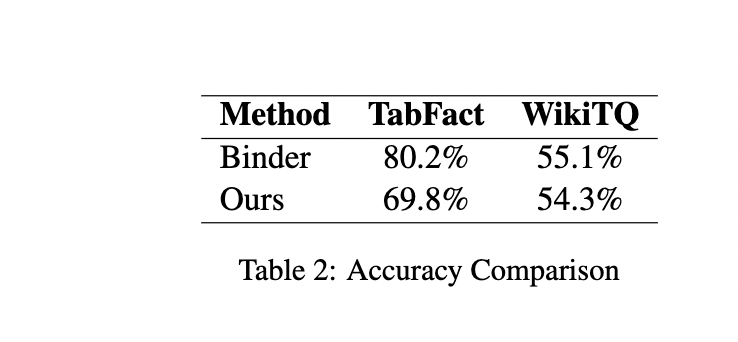 Method TabFact WikiTQ
Binder 80.2% 55.1%
Ours 69.8% 54.3%
Table 2: Accuracy Comparison